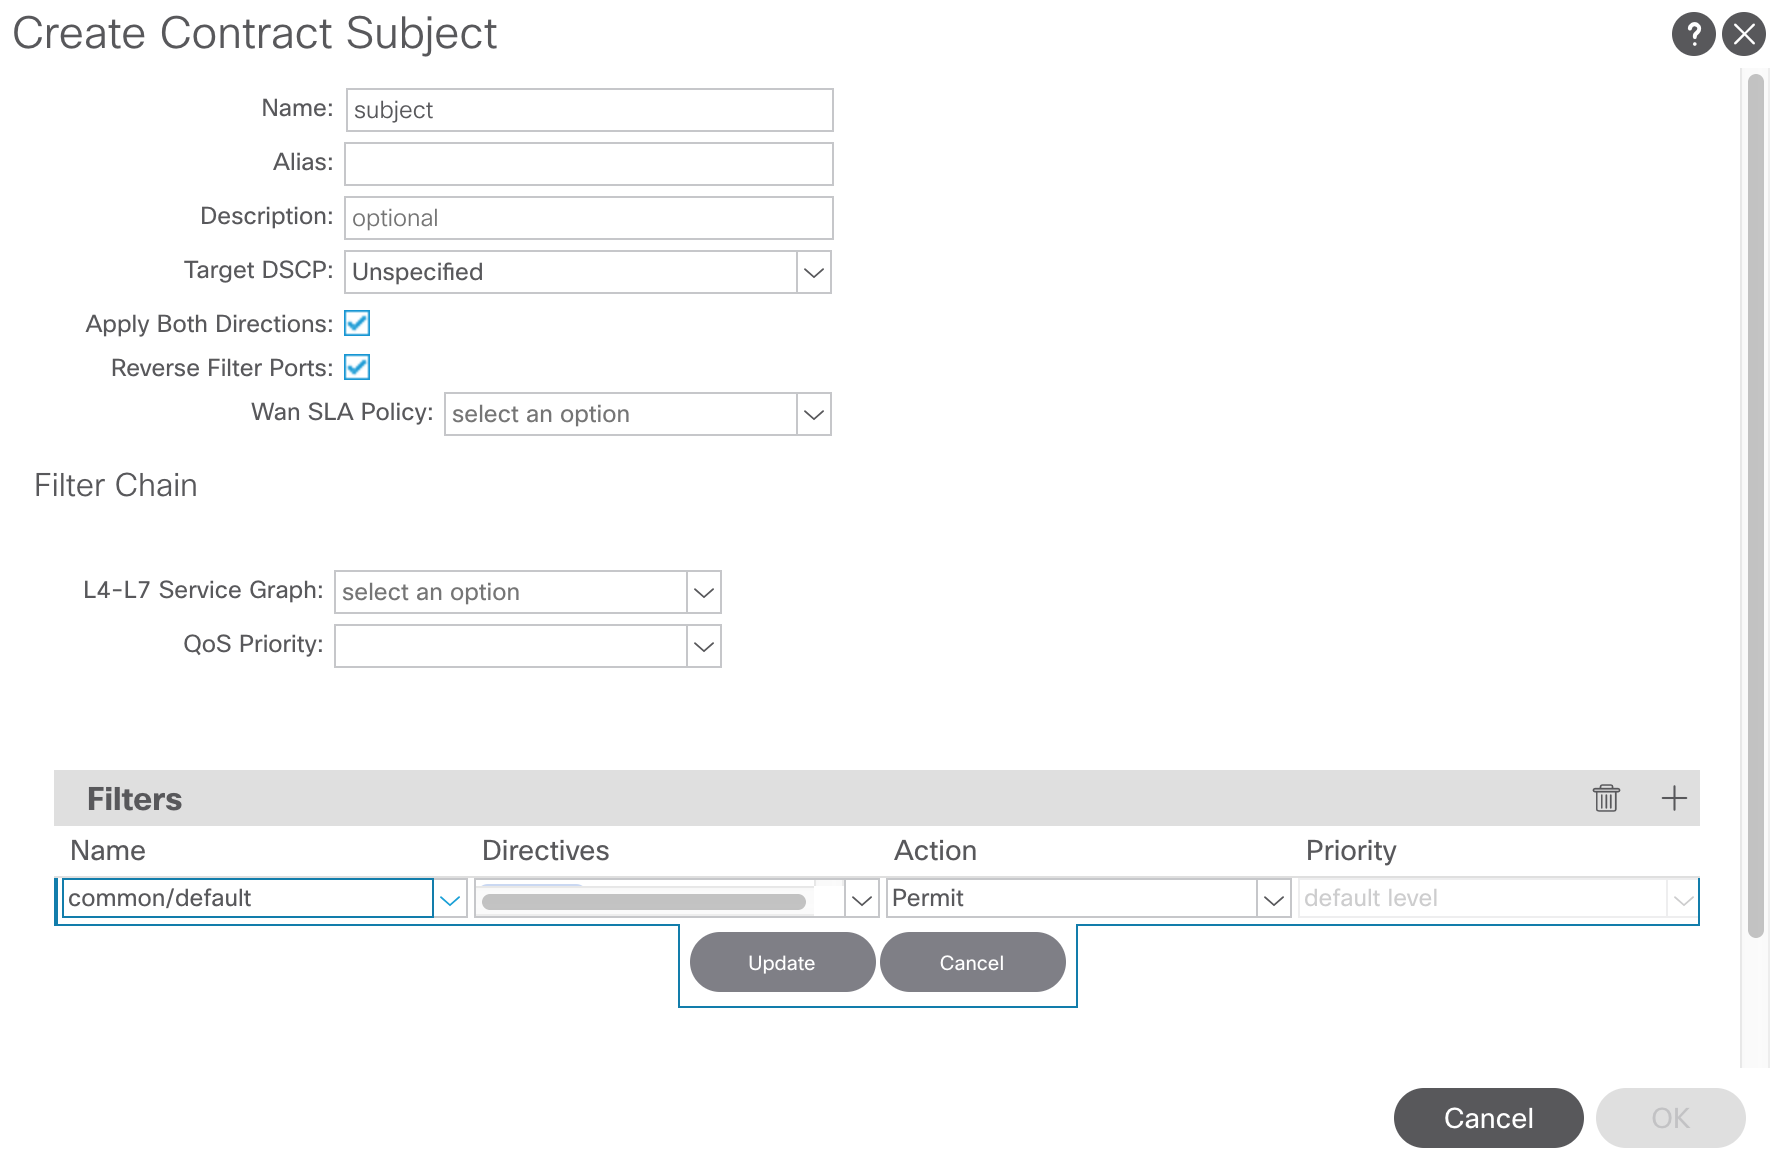 Create Contract Subject
?
Name: subject
Alias:
Description: optional
Target DSCP: Unspecified
Apply Both Directions:
Reverse Filter Ports:
Wan SLA Policy: select an option
Filter Chain
L4-L7 Service Graph: select an option
QoS Priority:
Filters
Name Directives Action Priority
common/default Permit default level
Update Cancel
Cancel OK